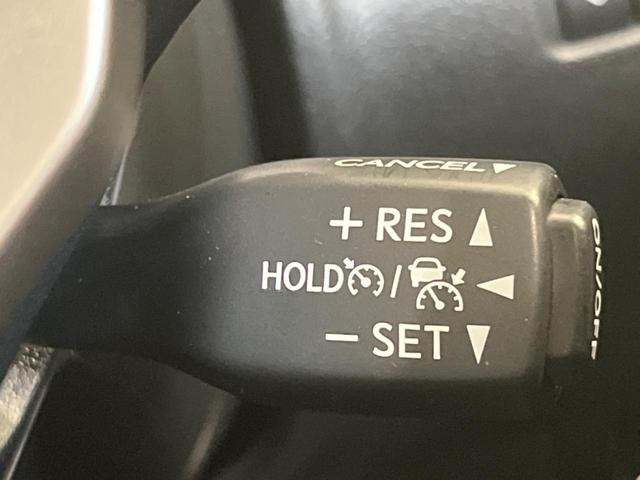 CANCEL
+ RES
HOLD /
− SET
ON/OFF